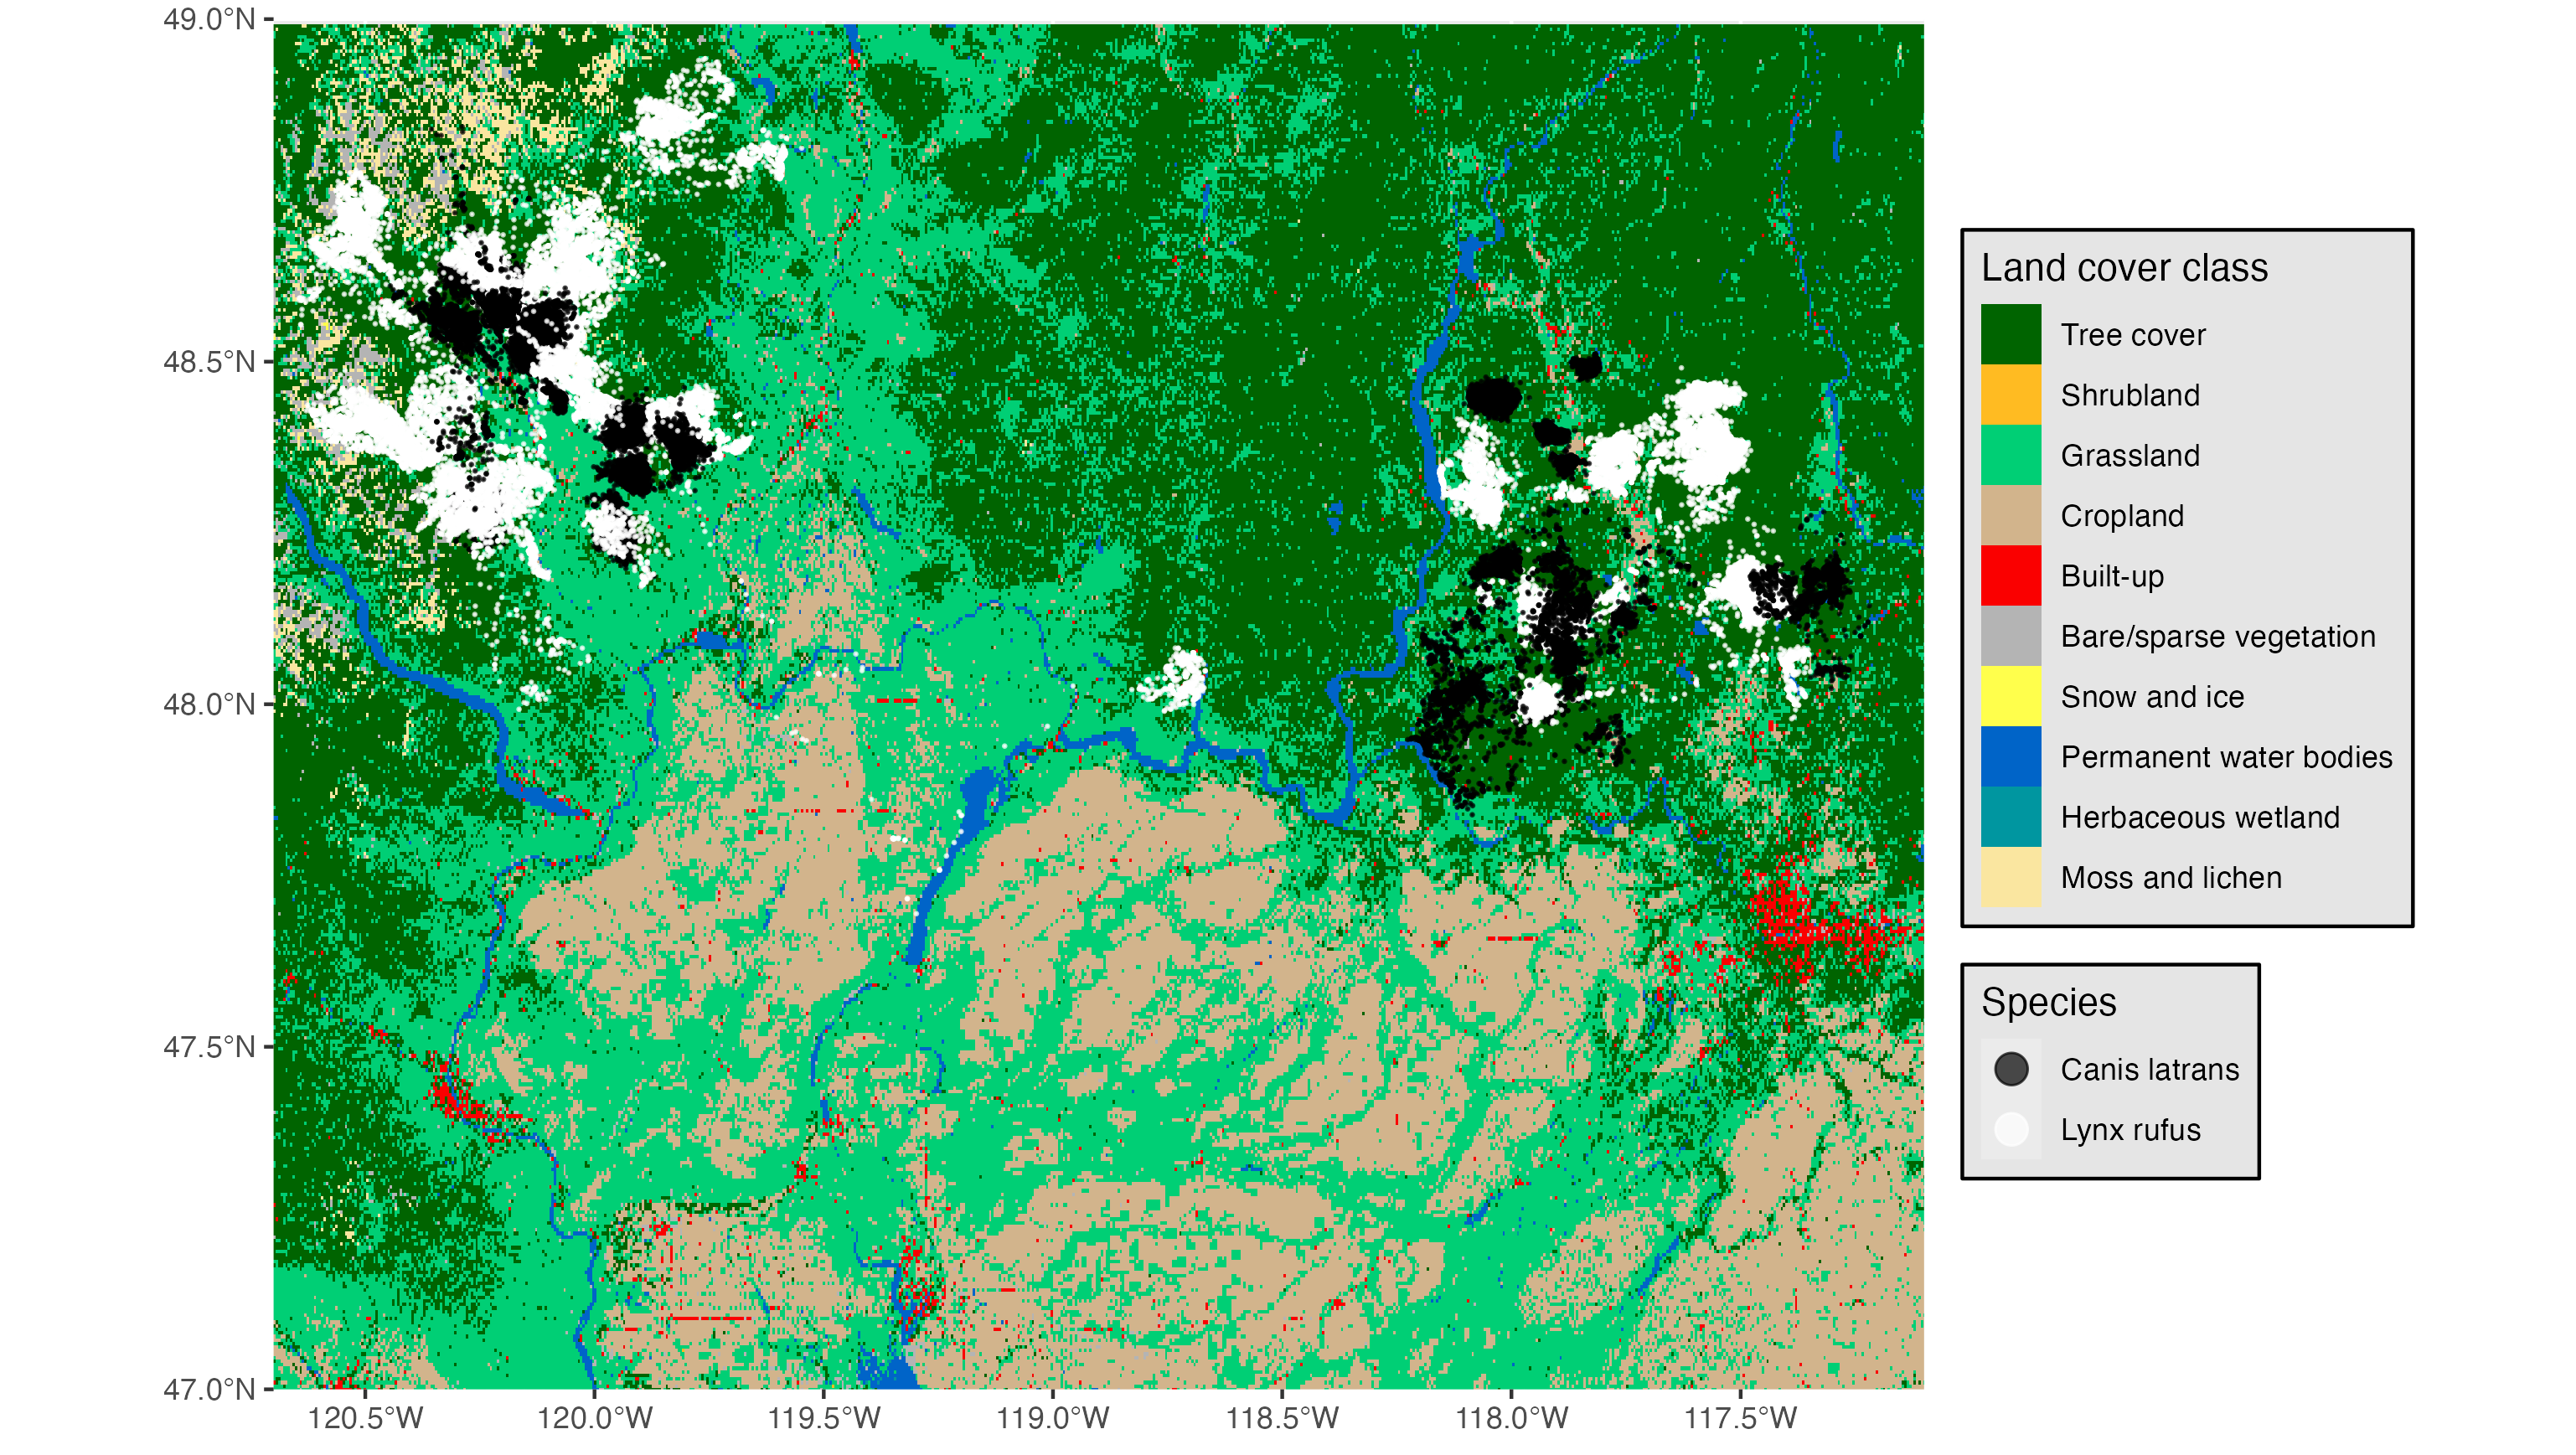 49.0°N
48.5°N
48.0°N
47.5°N
47.0°N
120.5°W 120.0°W 119.5°W 119.0°W 118.5°W 118.0°W 117.5°W
Land cover class
Tree cover
Shrubland
Grassland
Cropland
Built-up
Bare/sparse vegetation
Snow and ice
Permanent water bodies
Herbaceous wetland
Moss and lichen
Species
Canis latrans
Lynx rufus